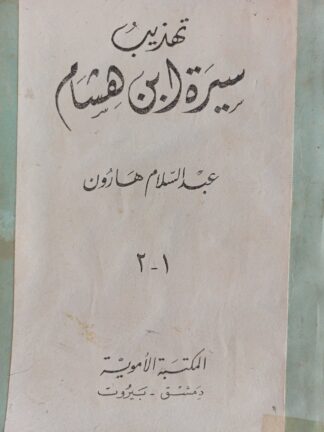 تهذيب
سيرة ابن هشام
عبد السلام هارون
١ - ٢
المكتبة الأموية
دمشق - بيروت